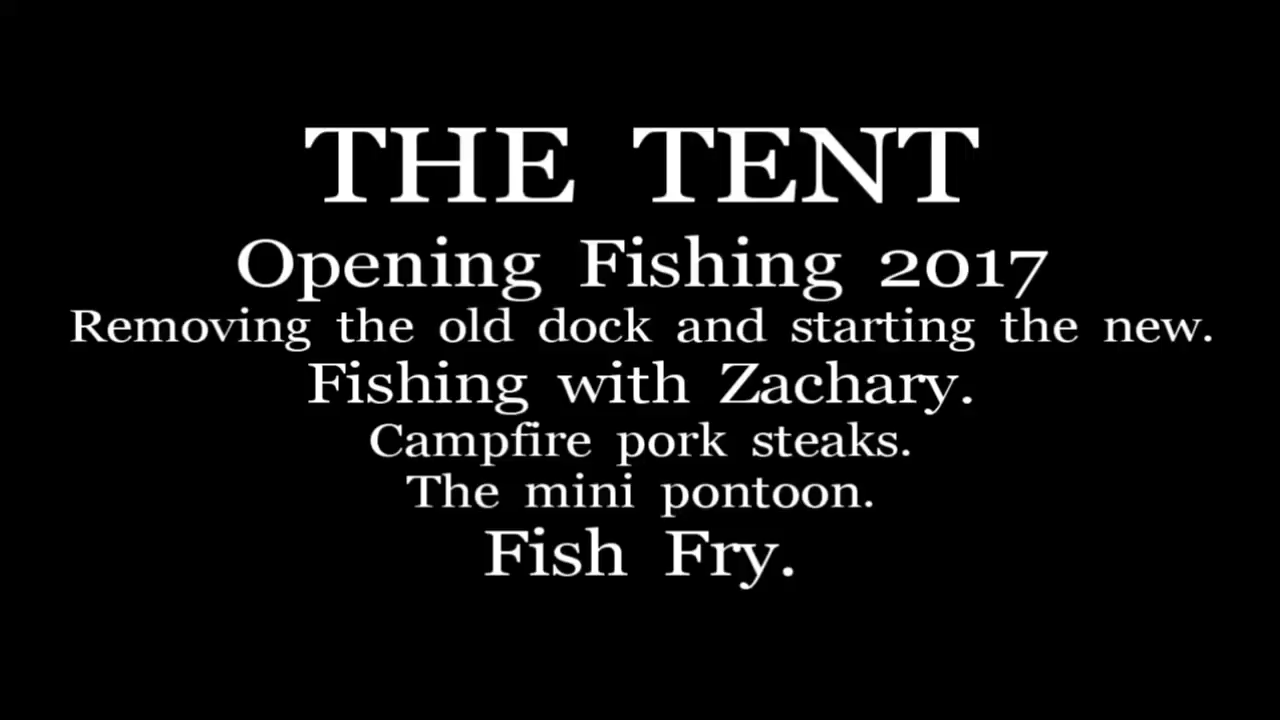 THE TENT
Opening Fishing 2017
Removing the old dock and starting the new.
Fishing with Zachary.
Campfire pork steaks.
The mini pontoon.
Fish Fry.